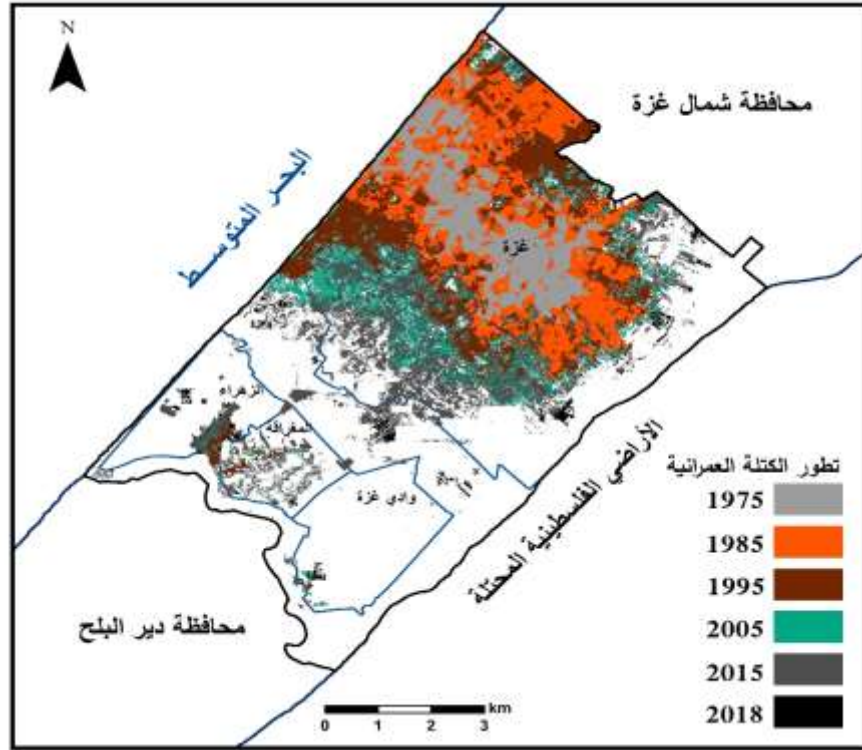 N
محافظة شمال غزة
البحر المتوسط
غزة
الزهراء
المغراقة
وادي غزة
الأراضي الفلسطينية المحتلة
محافظة دير البلح
تطور الكتلة العمرانية
1975
1985
1995
2005
2015
2018
km
0 1 2 3